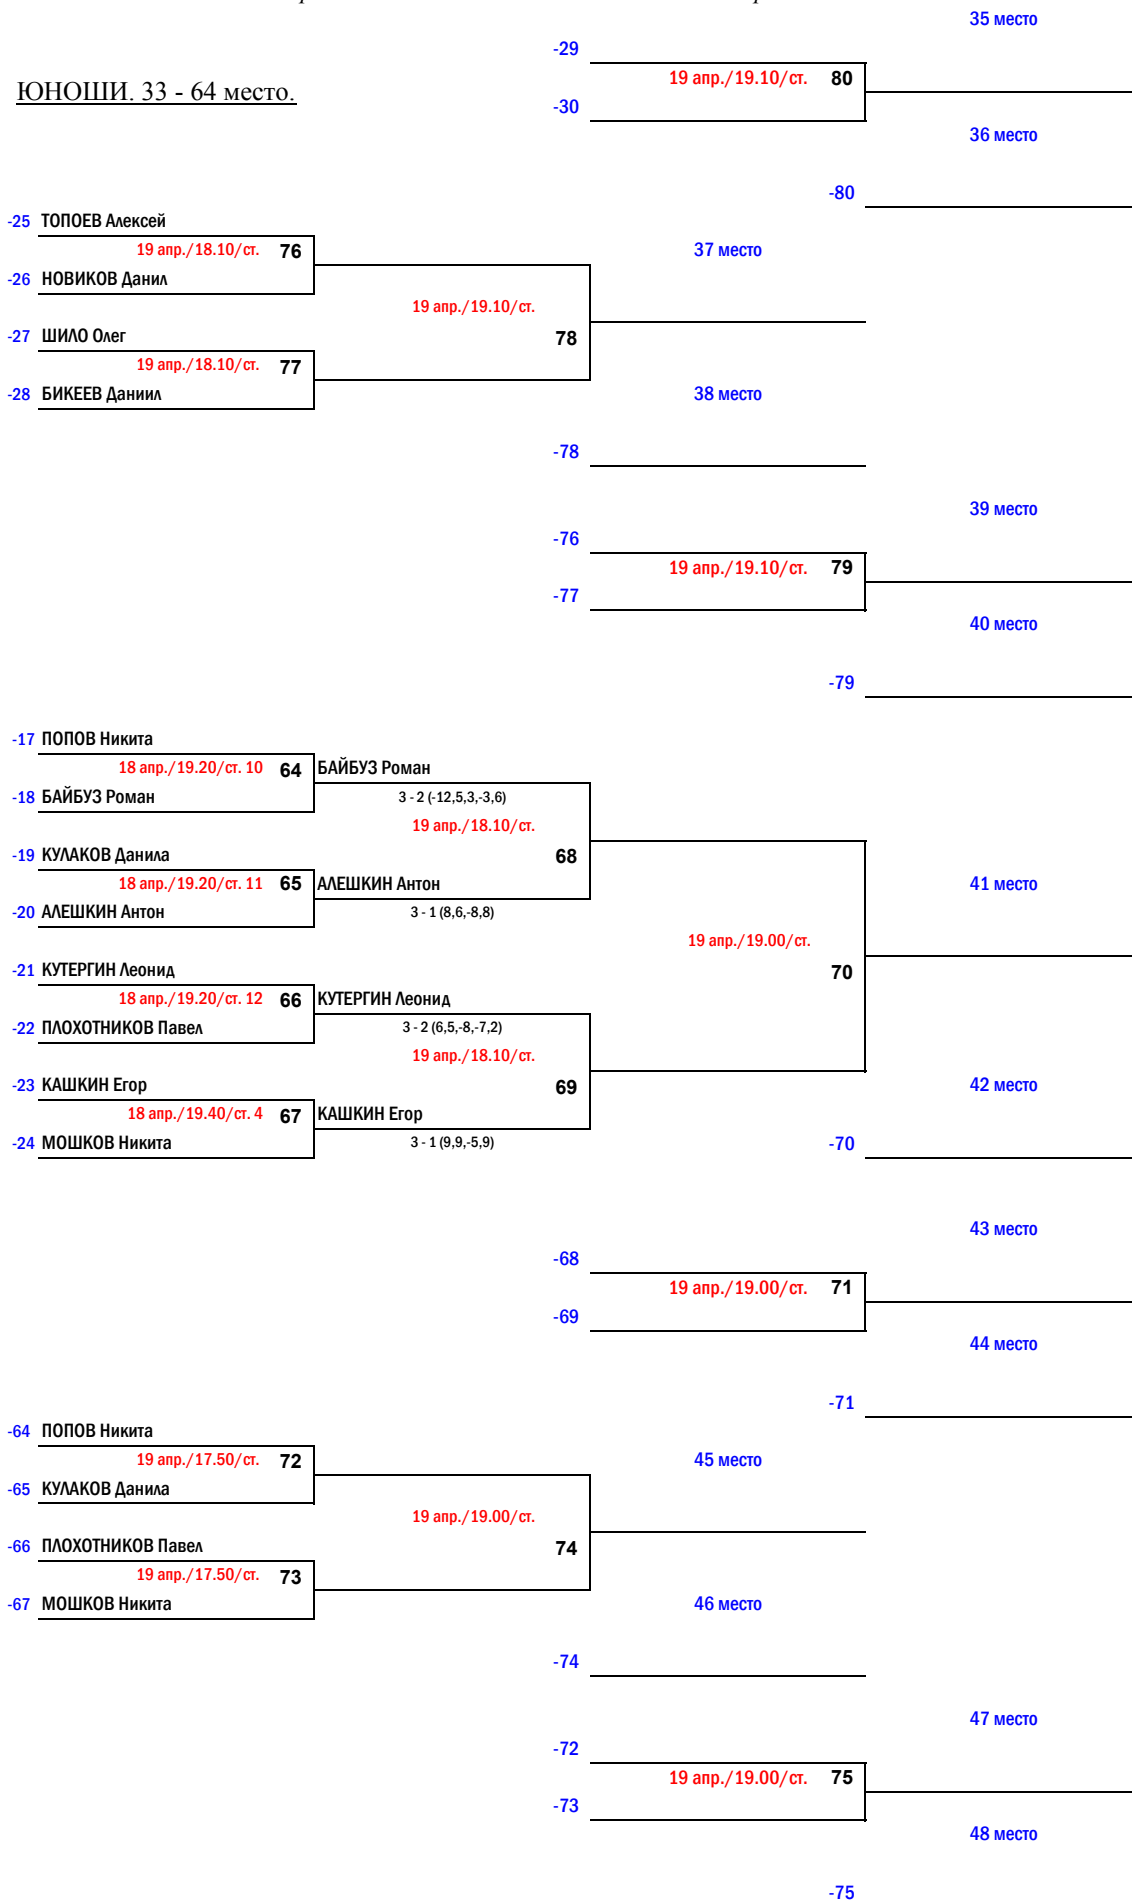 35 место
-29
19 апр./19.10/ст. 80
ЮНОШИ. 33 - 64 место.
-30
36 место
-80
-25 ТОПОЕВ Алексей
19 апр./18.10/ст. 76
37 место
-26 НОВИКОВ Данил
19 апр./19.10/ст.
-27 ШИЛО Олег
78
19 апр./18.10/ст. 77
-28 БИКЕЕВ Даниил
38 место
-78
39 место
-76
19 апр./19.10/ст. 79
-77
40 место
-79
-17 ПОПОВ Никита
18 апр./19.20/ст. 10 64 БАЙБУЗ Роман
-18 БАЙБУЗ Роман
3 - 2 (-12,5,3,-3,6)
19 апр./18.10/ст.
-19 КУЛАКОВ Данила
68
18 апр./19.20/ст. 11 65 АЛЕШКИН Антон
41 место
-20 АЛЕШКИН Антон
3 - 1 (8,6,-8,8)
19 апр./19.00/ст.
-21 КУТЕРГИН Леонид
70
18 апр./19.20/ст. 12 66 КУТЕРГИН Леонид
-22 ПЛОХОТНИКОВ Павел
3 - 2 (6,5,-8,-7,2)
19 апр./18.10/ст.
-23 КАШКИН Егор
69
42 место
18 апр./19.40/ст. 4 67 КАШКИН Егор
-24 МОШКОВ Никита
3 - 1 (9,9,-5,9)
-70
43 место
-68
19 апр./19.00/ст. 71
-69
44 место
-71
-64 ПОПОВ Никита
19 апр./17.50/ст. 72
45 место
-65 КУЛАКОВ Данила
19 апр./19.00/ст.
-66 ПЛОХОТНИКОВ Павел
74
19 апр./17.50/ст. 73
-67 МОШКОВ Никита
46 место
-74
47 место
-72
19 апр./19.00/ст. 75
-73
48 место
-75